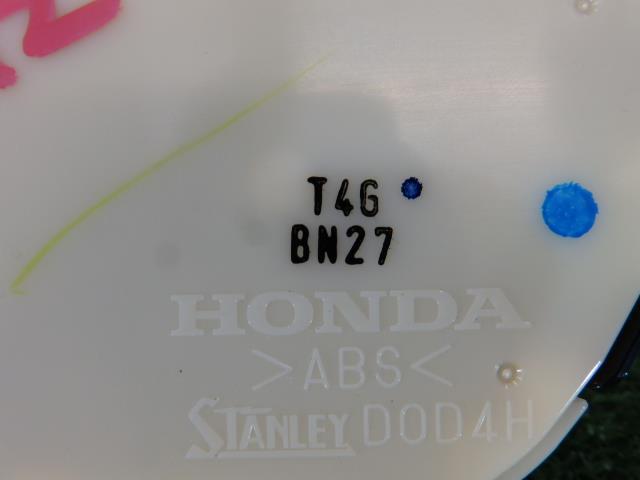 T4G
BN27
HONDA
>ABS<
STANLEY D0D4H